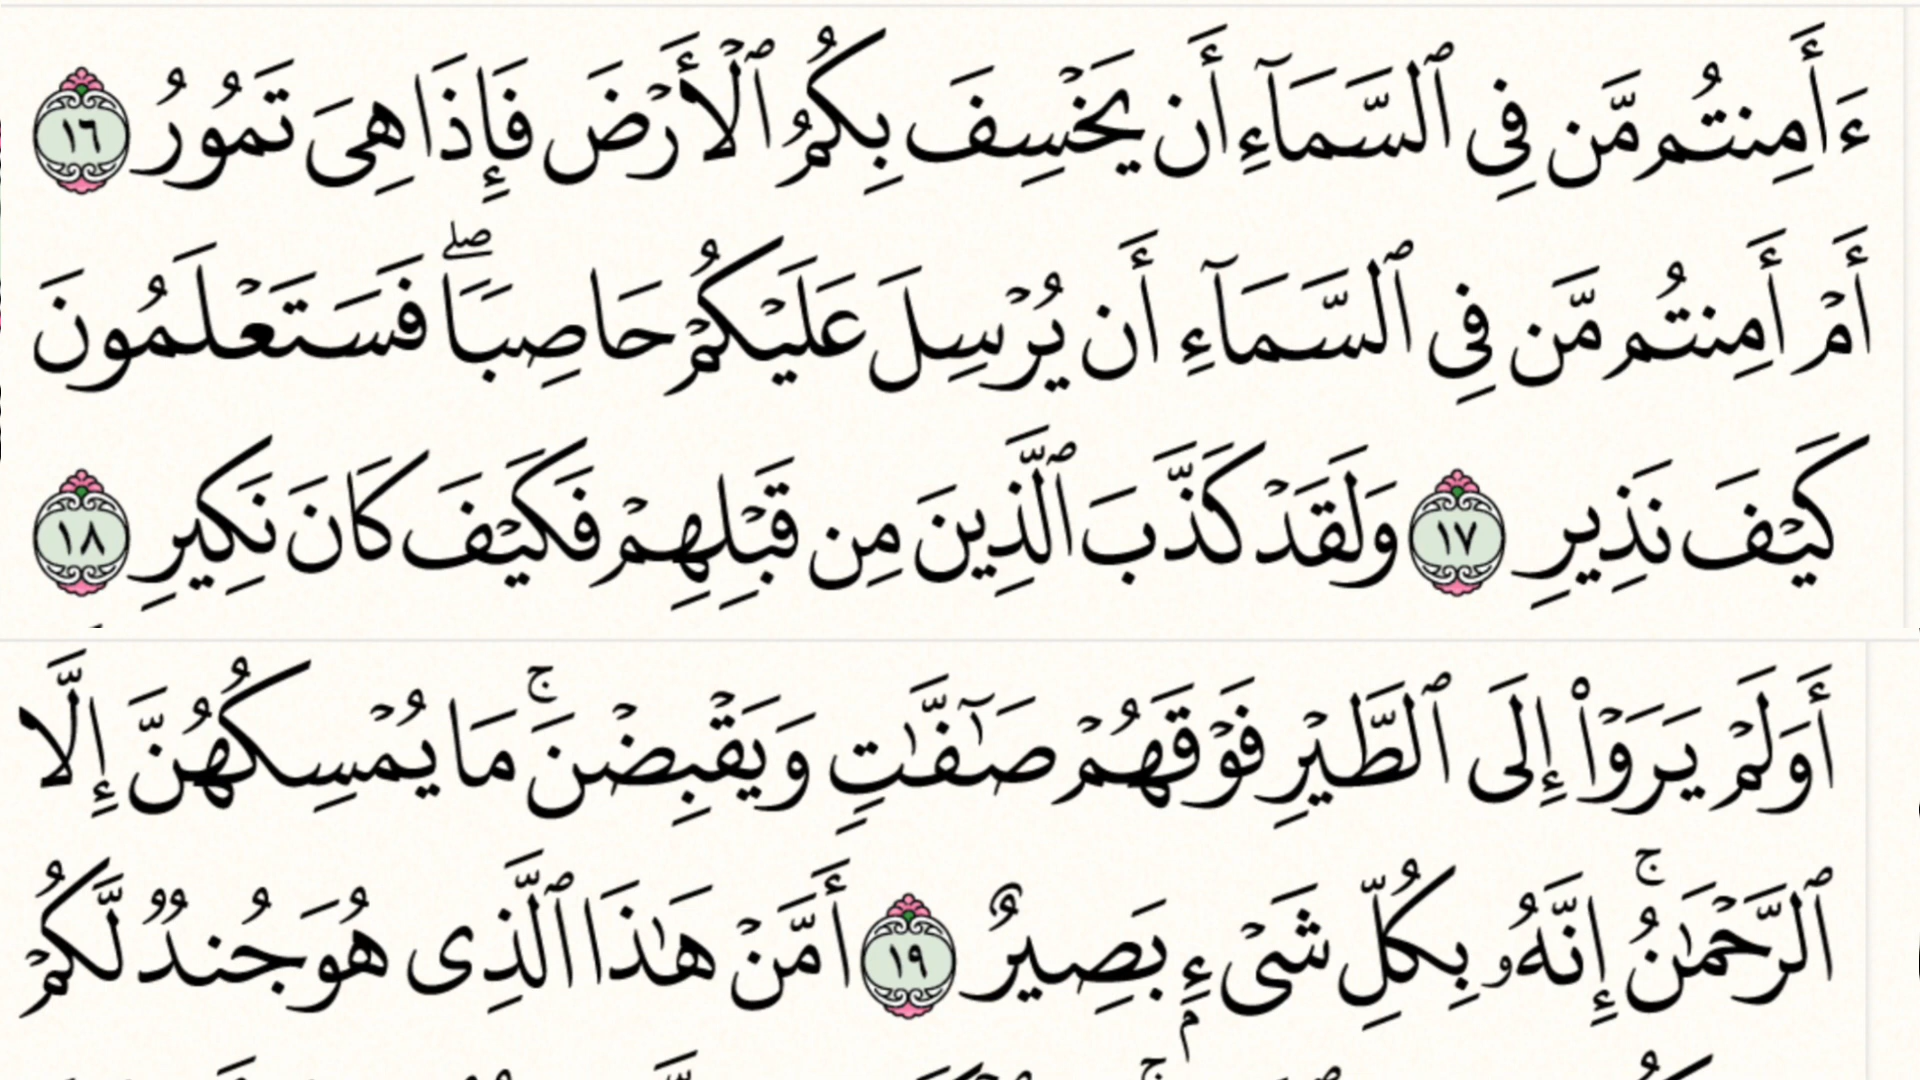 ءَأَمِنتُم مَّن فِى ٱلسَّمَآءِ أَن يَخْسِفَ بِكُمُ ٱلْأَرْضَ فَإِذَا هِىَ تَمُورُ ١٦
أَمْ أَمِنتُم مَّن فِى ٱلسَّمَآءِ أَن يُرْسِلَ عَلَيْكُمْ حَاصِبًا ۖ فَسَتَعْلَمُونَ
كَيْفَ نَذِيرِ ١٧ وَلَقَدْ كَذَّبَ ٱلَّذِينَ مِن قَبْلِهِمْ فَكَيْفَ كَانَ نَكِيرِ ١٨
أَوَلَمْ يَرَوْا۟ إِلَى ٱلطَّيْرِ فَوْقَهُمْ صَـٰٓفَّـٰتٍ وَيَقْبِضْنَ ۚ مَا يُمْسِكُهُنَّ إِلَّا
ٱلرَّحْمَـٰنُ ۚ إِنَّهُۥ بِكُلِّ شَىْءٍۭ بَصِيرٌ ١٩ أَمَّنْ هَـٰذَا ٱلَّذِى هُوَ جُندٌ لَّكُمْ